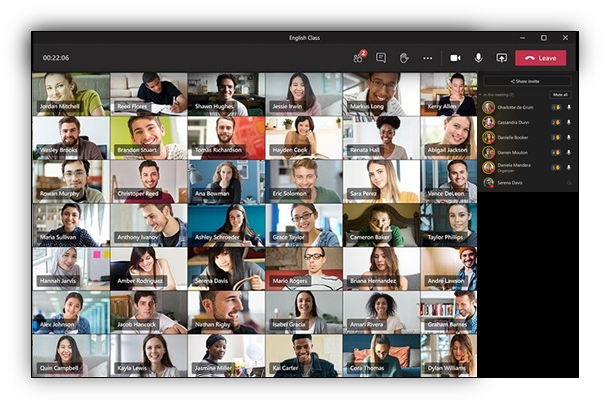 English Class
00:22:06
2
Leave
Share invite
In this meeting (7)
Mute all
Jordan Mitchell
Reed Flores
Shawn Hughes
Jessie Irwin
Markus Long
Kerry Allen
Charlotte de Crum
Cassandra Dunn
Wesley Brooks
Brandon Stuart
Tomas Richardson
Hayden Cook
Renata Hall
Abigail Jackson
Danielle Booker
Darren Mouton
Rowan Murphy
Christoper Reed
Ana Bowman
Eric Solomon
Sara Perez
Vance DeLeon
Daniela Mandera
Organizer
Serena Davis
Maria Sullivan
Anthony Ivanov
Ashley Schroeder
Grace Taylor
Cameron Baker
Taylor Phillips
Hannah Jarvis
Amber Rodriguez
Serena Davis
Mario Rogers
Briana Hernandez
Andre Lawson
Alex Johnson
Jacob Hancock
Nathan Rigby
Isabel Gracia
Amari Rivera
Graham Barnes
Quin Campbell
Kayla Lewis
Jasmine Miller
Kai Carter
Cora Thomas
Dylan Williams